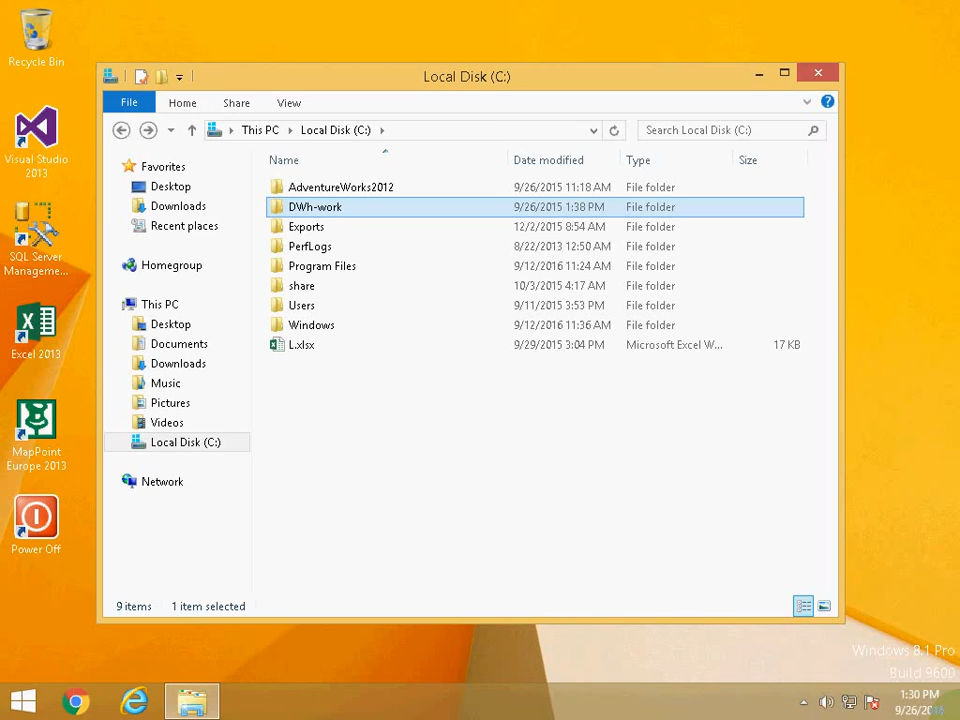 Recycle Bin
Visual Studio
2013
SQL Server
Manageme...
Excel 2013
MapPoint
Europe 2013
Power Off
Local Disk (C:)
File Home Share View
This PC Local Disk (C:)
Search Local Disk (C:)
Favorites
Desktop
Downloads
Recent places
Homegroup
This PC
Desktop
Documents
Downloads
Music
Pictures
Videos
Local Disk (C:)
Network
Name Date modified Type Size
AdventureWorks2012 9/26/2015 11:18 AM File folder
DWh-work 9/26/2015 1:38 PM File folder
Exports 12/2/2015 8:54 AM File folder
PerfLogs 8/22/2013 12:50 AM File folder
Program Files 9/12/2016 11:24 AM File folder
share 10/3/2015 4:17 AM File folder
Users 9/11/2015 3:53 PM File folder
Windows 9/12/2016 11:36 AM File folder
L.xlsx 9/29/2015 3:04 PM Microsoft Excel W... 17 KB
9 items 1 item selected
Windows 8.1 Pro
Build 9600
1:30 PM
9/26/2016